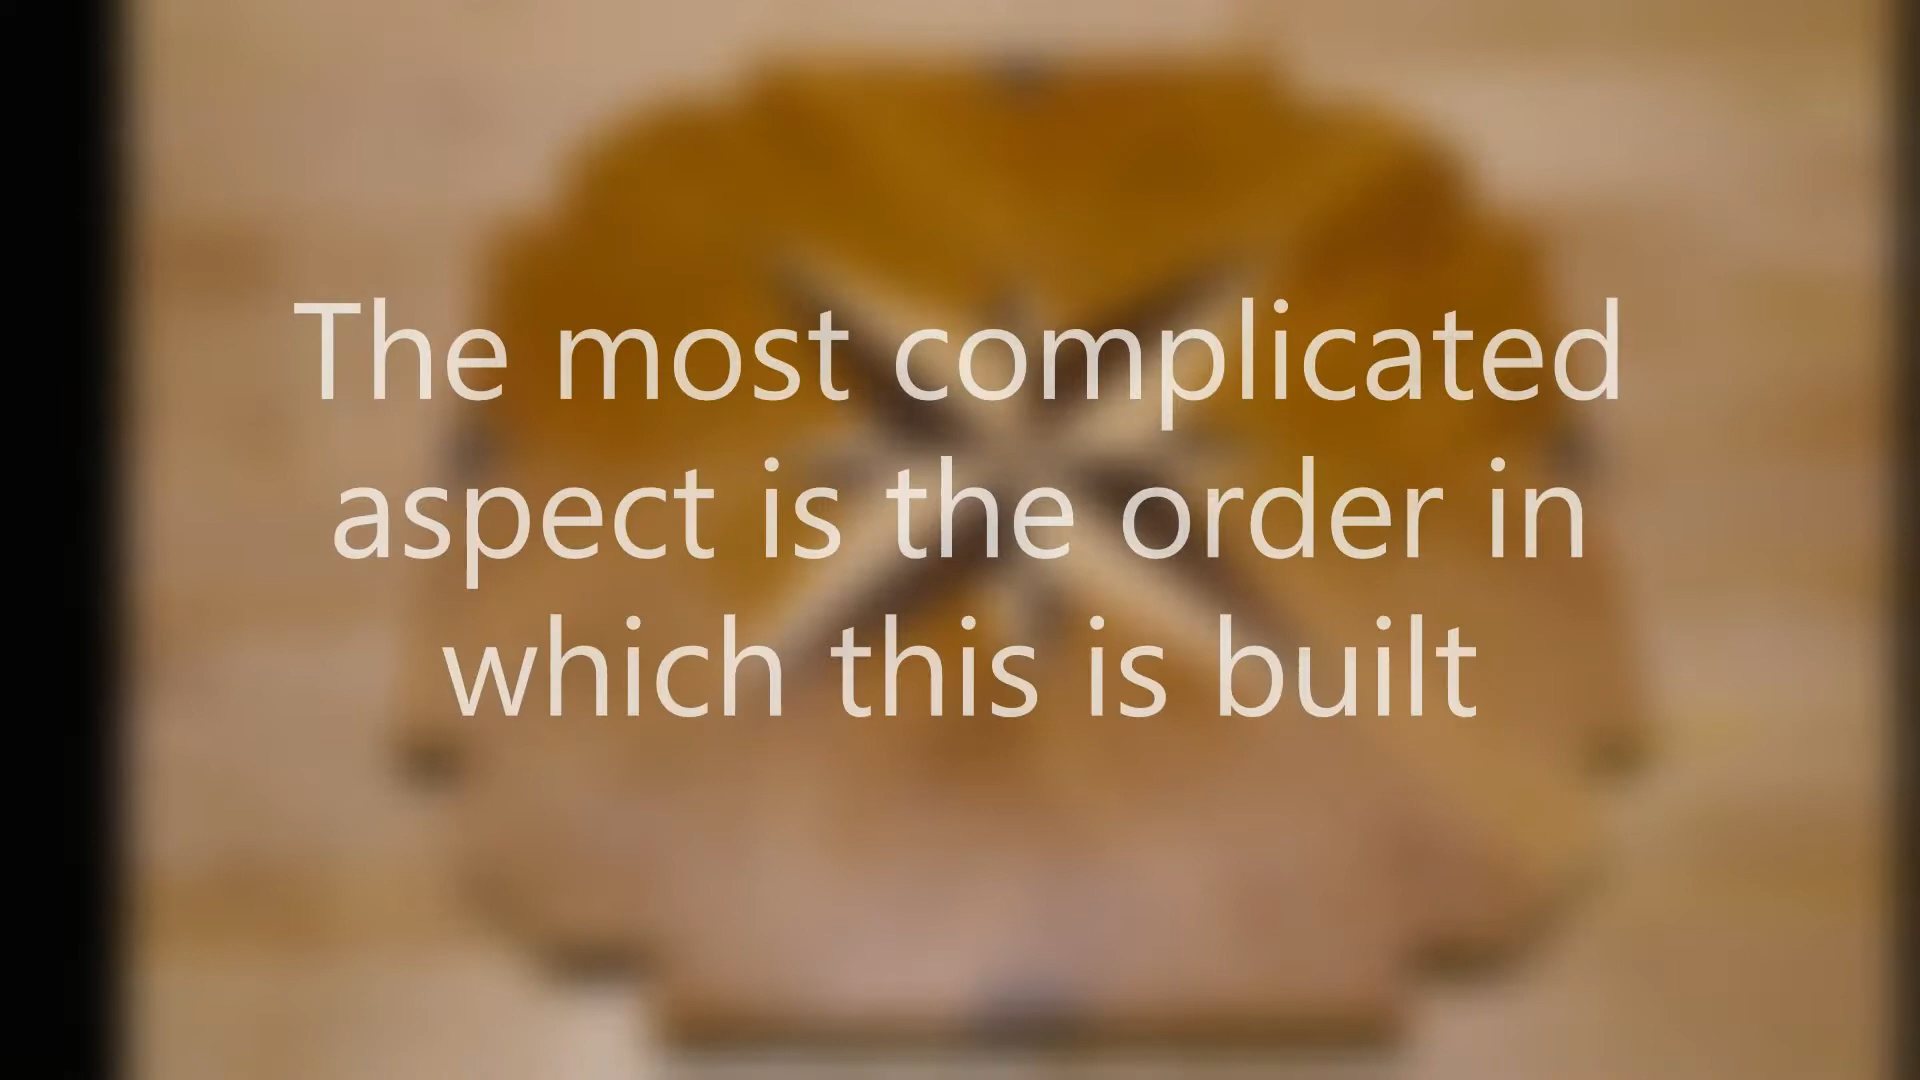 The most complicated
aspect is the order in
which this is built